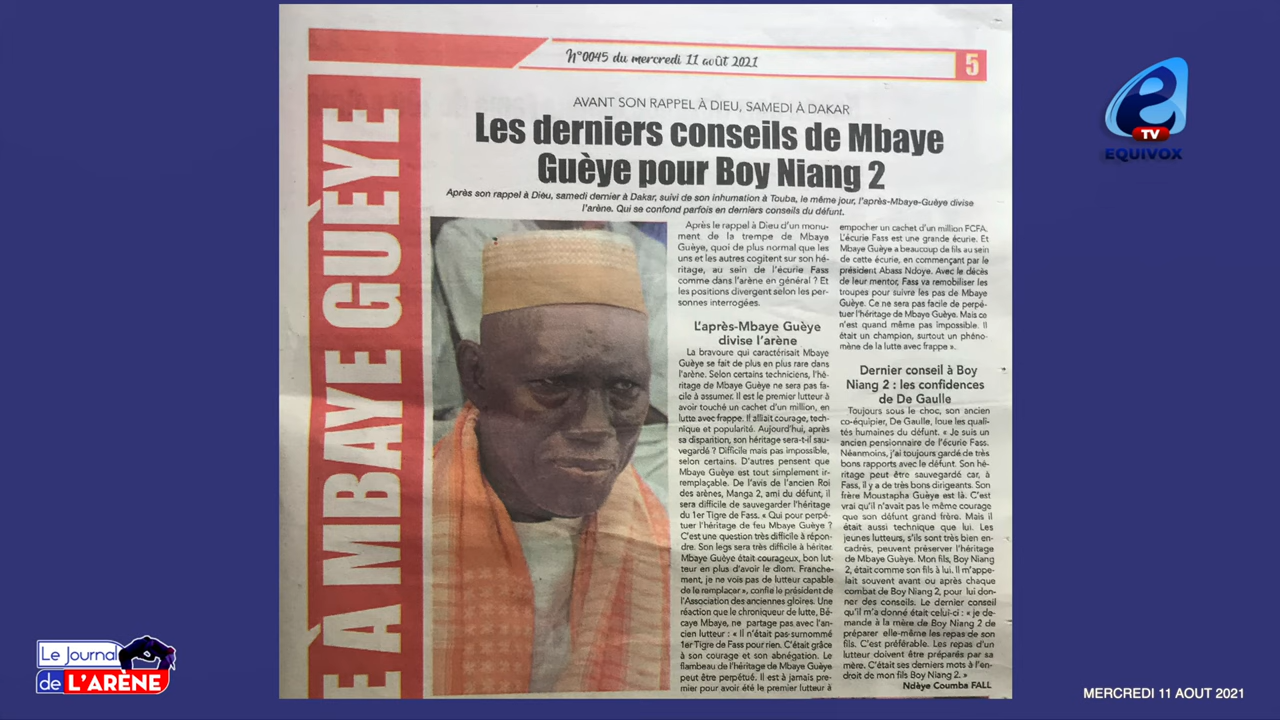 N°0045 du mercredi 11 août 2021
5
E À MBAYE GUÈYE
AVANT SON RAPPEL À DIEU, SAMEDI À DAKAR
Les derniers conseils de Mbaye
Guèye pour Boy Niang 2
Après son rappel à Dieu, samedi dernier à Dakar, suivi de son inhumation à Touba, le même jour, l'après-Mbaye-Guèye divise
l'arène. Qui se confond parfois en derniers conseils du défunt.
Après le rappel à Dieu d'un monu-
ment de la trempe de Mbaye
Guèye, quoi de plus normal que les
uns et les autres cogitent sur son hé-
ritage, au sein de l'écurie Fass
comme dans l'arène en général ? Et
les positions divergent selon les per-
sonnes interrogées.
L'après-Mbaye Guèye
divise l'arène
La bravoure qui caractérisait Mbaye
Guèye se fait de plus en plus rare dans
l'arène. Selon certains techniciens, l'hé-
ritage de Mbaye Guèye ne sera pas fa-
cile à assumer. Il est le premier lutteur à
avoir touché un cachet d'un million, en
lutte avec frappe. Il alliait courage, tech-
nique et popularité. Aujourd'hui, après
sa disparition, son héritage sera-t-il sau-
vegardé ? Difficile mais pas impossible,
selon certains. D'autres pensent que
Mbaye Guèye est tout simplement ir-
remplaçable. De l'avis de l'ancien Roi
des arènes, Manga 2, ami du défunt, il
sera difficile de sauvegarder l'héritage
du 1er Tigre de Fass. « Qui pour perpé-
tuer l'héritage de feu Mbaye Guèye ?
C'est une question très difficile à répon-
dre. Son legs sera très difficile à hériter.
Mbaye Guèye était courageux, bon lut-
teur en plus d'avoir le diom. Franche-
ment, je ne vois pas de lutteur capable
de le remplacer », confie le président de
l'Association des anciennes gloires. Une
réaction que le chroniqueur de lutte, Bé-
caye Mbaye, ne partage pas avec l'an-
cien lutteur : « Il n'était pas surnommé
1er Tigre de Fass pour rien. C'était grâce
à son courage et son abnégation. Le
flambeau de l'héritage de Mbaye Guèye
peut être perpétué. Il est à jamais pre-
mier pour avoir été le premier lutteur à
empocher un cachet d'un million FCFA.
L'écurie Fass est une grande écurie. Et
Mbaye Guèye a beaucoup de fils au sein
de cette écurie, en commençant par le
président Abass Ndoye. Avec le décès
de leur mentor, Fass va remobiliser les
troupes pour suivre les pas de Mbaye
Guèye. Ce ne sera pas facile de perpé-
tuer l'héritage de Mbaye Guèye. Mais ce
n'est quand même pas impossible. Il
était un champion, surtout un phéno-
mène de la lutte avec frappe ».
Dernier conseil à Boy
Niang 2 : les confidences
de De Gaulle
Toujours sous le choc, son ancien
co-équipier, De Gaulle, loue les quali-
tés humaines du défunt. « Je suis un
ancien pensionnaire de l'écurie Fass.
Néanmoins, j'ai toujours gardé de très
bons rapports avec le défunt. Son hé-
ritage peut être sauvegardé car, à
Fass, il y a de très bons dirigeants. Son
frère Moustapha Guèye est là. C'est
vrai qu'il n'avait pas le même courage
que son défunt grand frère. Mais il
était aussi technique que lui. Les
jeunes lutteurs, s'ils sont très bien en-
cadrés, peuvent préserver l'héritage
de Mbaye Guèye. Mon fils, Boy Niang
2, était comme son fils à lui. Il m'appe-
lait souvent avant ou après chaque
combat de Boy Niang 2, pour lui don-
ner des conseils. Le dernier conseil
qu'il m'a donné était celui-ci : « je de-
mande à la mère de Boy Niang 2 de
préparer elle-même les repas de son
fils. C'est préférable. Les repas d'un
lutteur doivent être préparés par sa
mère. C'était ses derniers mots à l'en-
droit de mon fils Boy Niang 2. »
Ndèye Coumba FALL
e
TV
EQUIVOX
Le Journal
de L'ARÈNE
MERCREDI 11 AOUT 2021